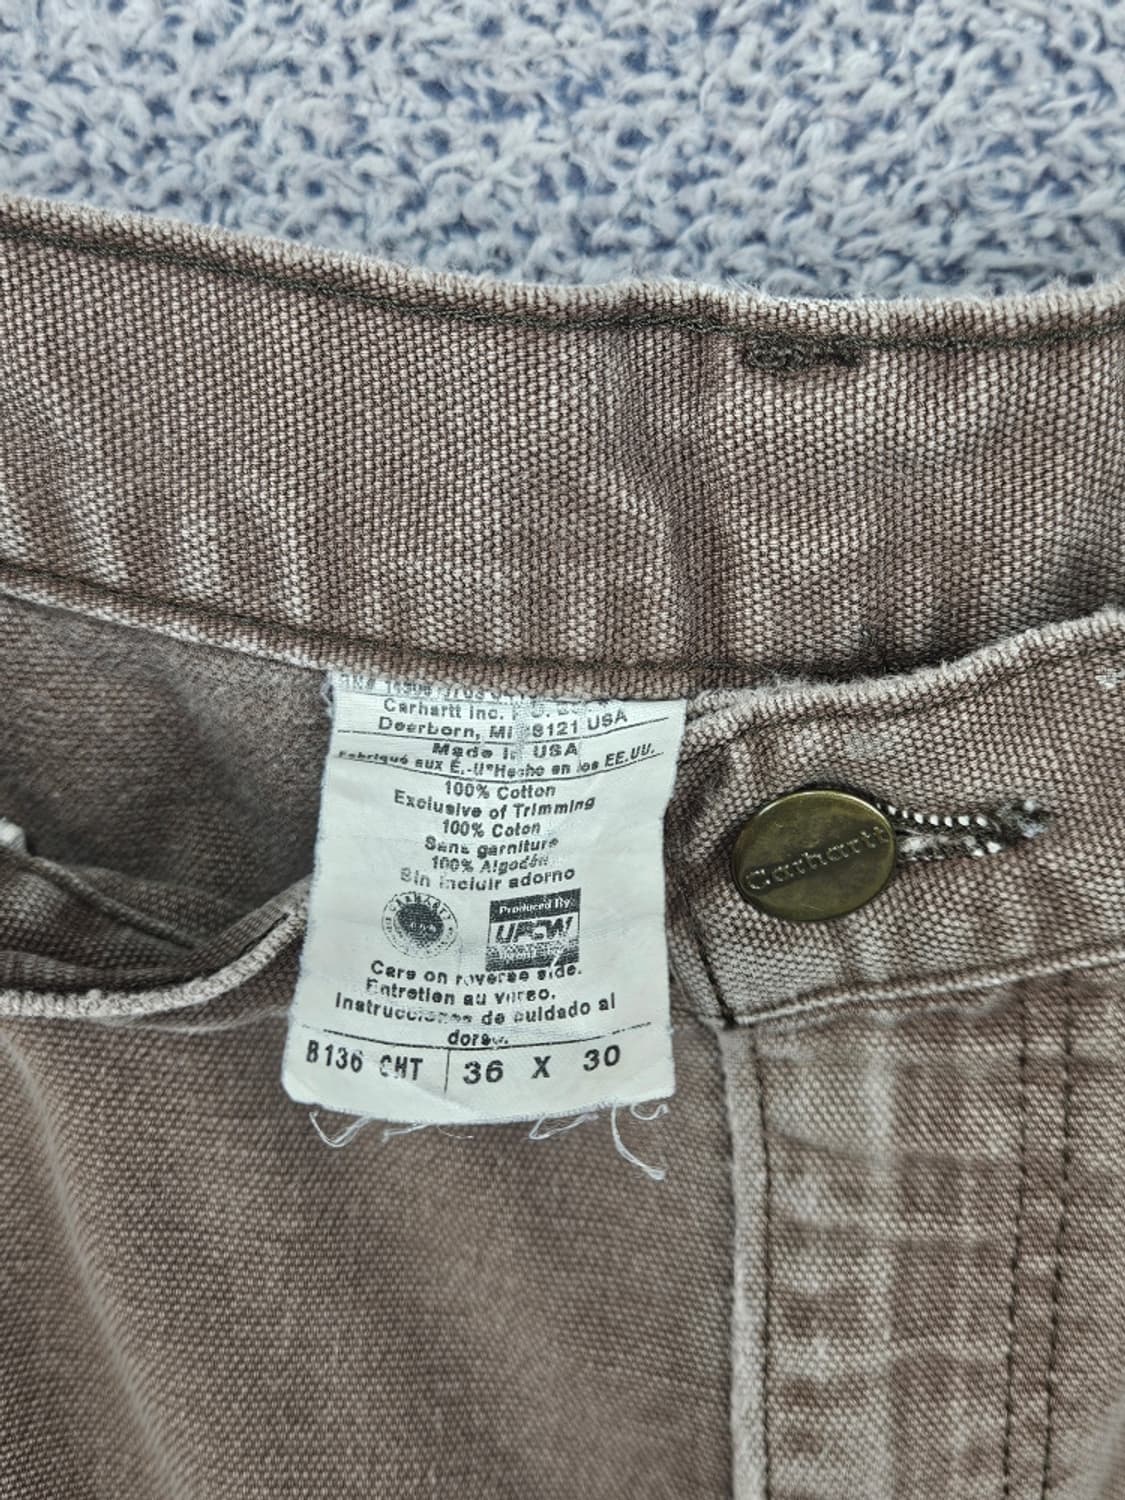 Carhartt Inc.
Dearborn, MI 8121 USA
Made In USA
Fabriqué aux É.-U*Hecho en los EE.UU.
100% Cotton
Exclusive of Trimming
100% Coton
Sans garniture
100% Algodón
Sin incluir adorno
Produced By
UFCW
Care on reverse side.
Entretien au verso.
Instrucciones de cuidado al
dorso.
B136 CHT 36 X 30
Carhartt